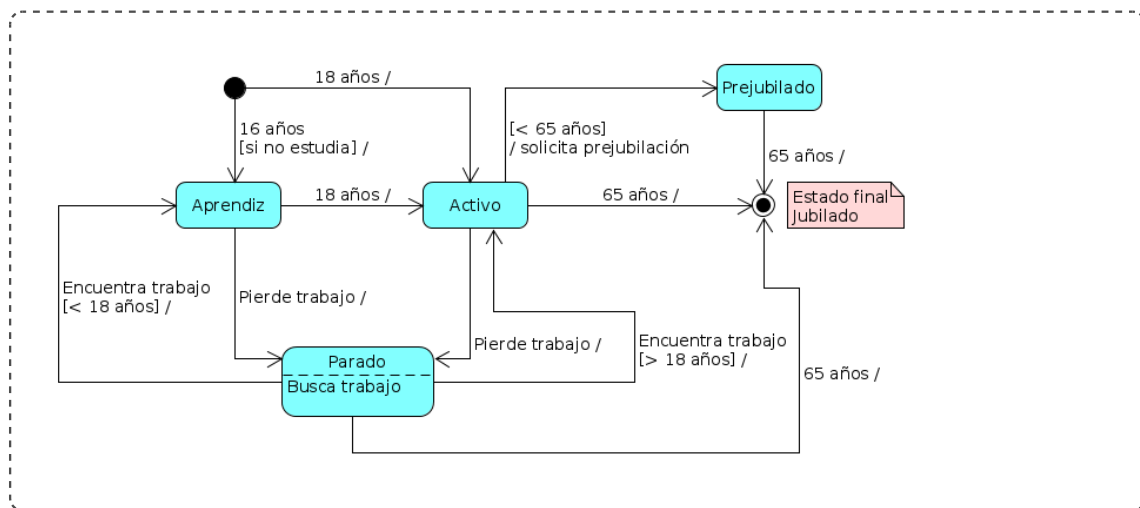 18 años /
Prejubilado
16 años
[si no estudia] /
[< 65 años]
/ solicita prejubilación
65 años /
Aprendiz
18 años /
Activo
65 años /
Estado final
Jubilado
Encuentra trabajo
[< 18 años] /
Pierde trabajo /
Pierde trabajo /
Encuentra trabajo
[> 18 años] /
Parado
Busca trabajo
65 años /